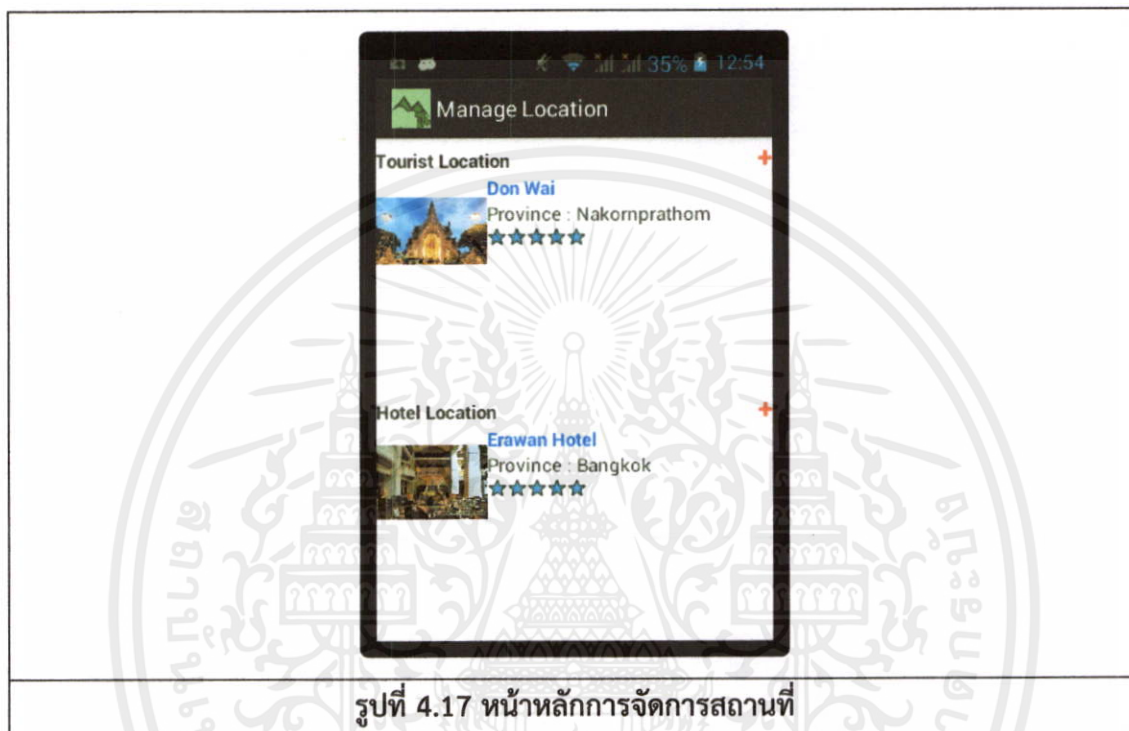 35% 12:54
Manage Location
Tourist Location +
Don Wai
Province : Nakornprathom
Hotel Location +
Erawan Hotel
Province : Bangkok
รูปที่ 4.17 หน้าหลักการจัดการสถานที่